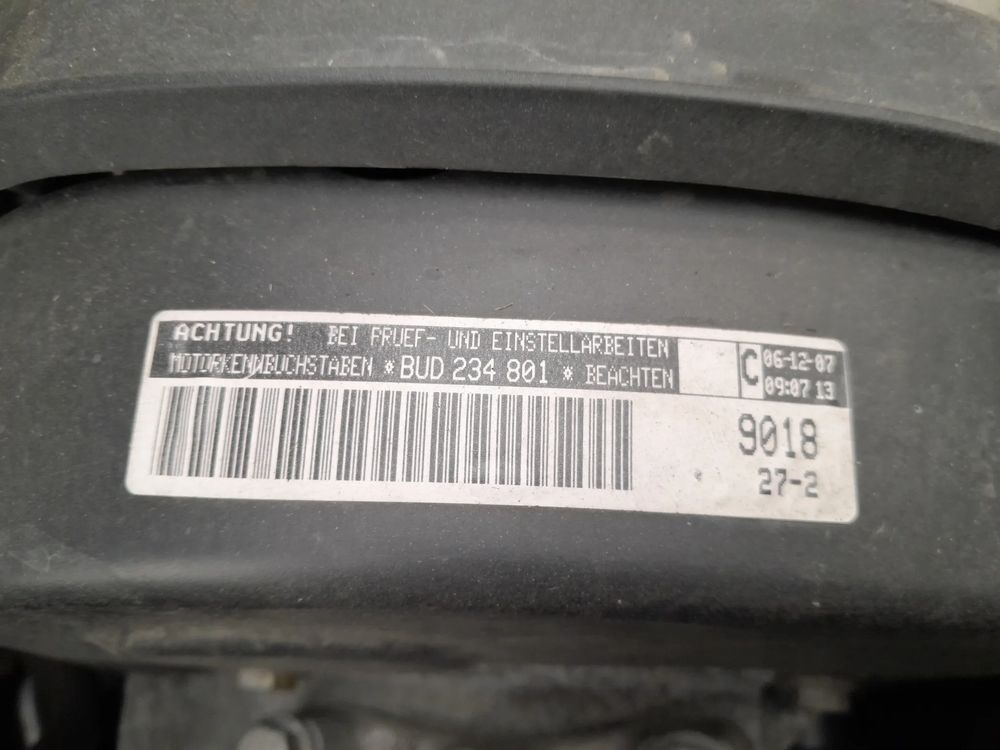 ACHTUNG! BEI PRUEF- UND EINSTELLARBEITEN
MOTORKENNBUCHSTABEN * BUD 234 801 * BEACHTEN
C 06-12-07
09:07 13
9018
27-2